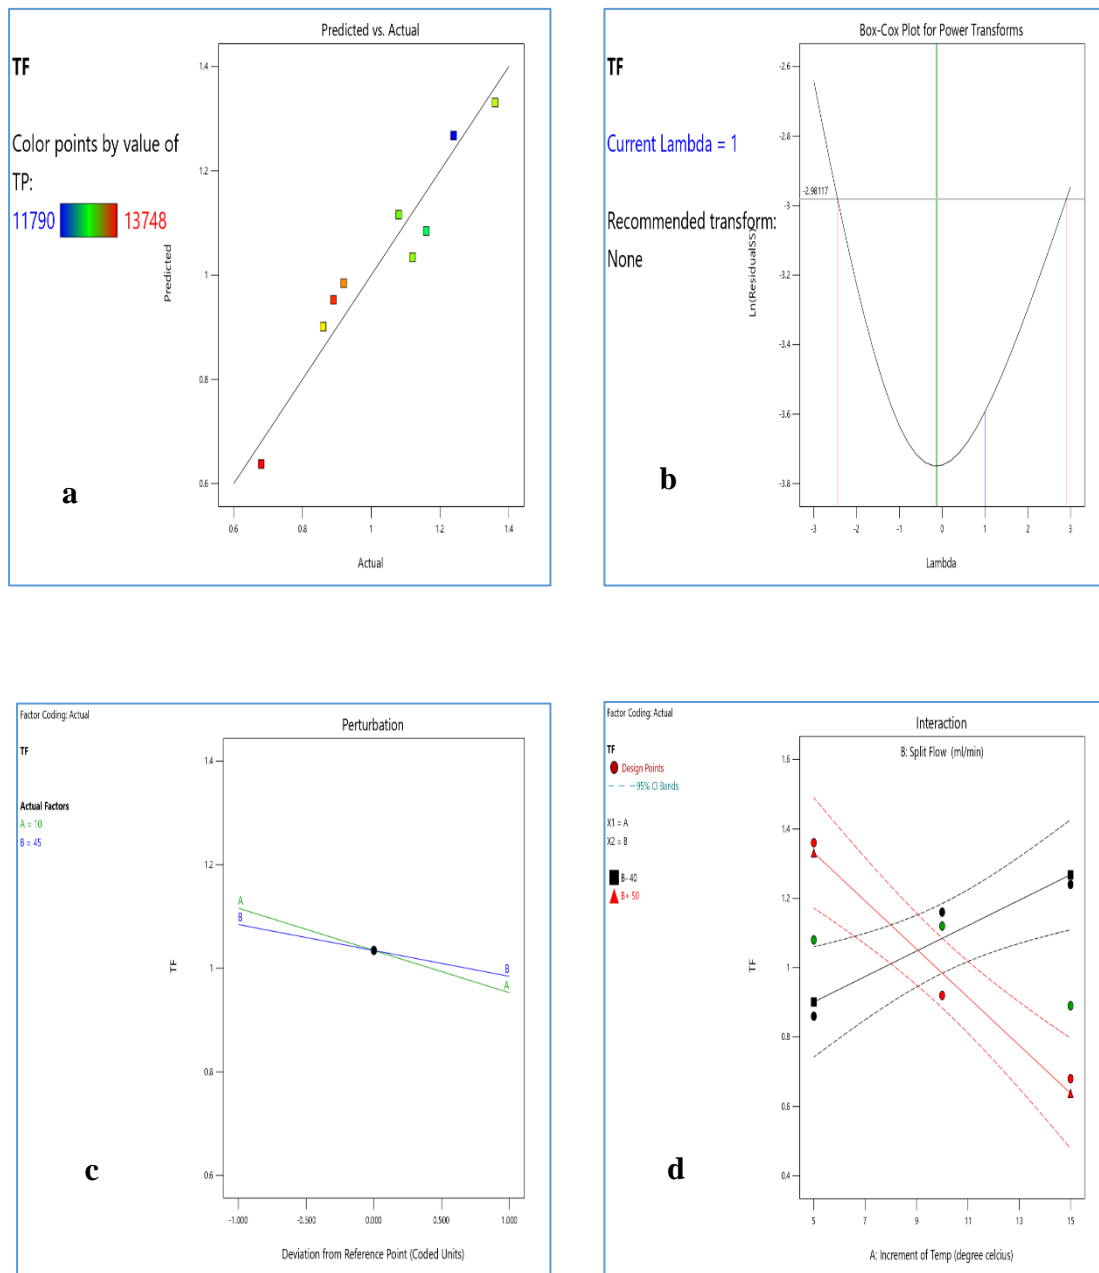 Predicted vs. Actual
TF
Color points by value of
TP:
11790 13748
Predicted
1.4
1.2
1
0.8
0.6
0.6 0.8 1 1.2 1.4
Actual
a
Box-Cox Plot for Power Transforms
TF
Current Lambda = 1
Recommended transform:
None
Ln(ResidualSS)
-2.6
-2.8
-2.98117
-3
-3.2
-3.4
-3.6
-3.8
-3 -2 -1 0 1 2 3
Lambda
b
Factor Coding: Actual
Perturbation
TF
Actual Factors
A = 10
B = 45
TF
1.4
1.2
1
0.8
0.6
A
B
B
A
-1.000 -0.500 0.000 0.500 1.000
Deviation from Reference Point (Coded Units)
c
Factor Coding: Actual
Interaction
B: Split Flow (ml/min)
TF
Design Points
95% CI Bands
X1 = A
X2 = B
B- 40
B+ 50
TF
1.6
1.4
1.2
1
0.8
0.6
0.4
5 7 9 11 13 15
A: Increment of Temp (degree celcius)
d